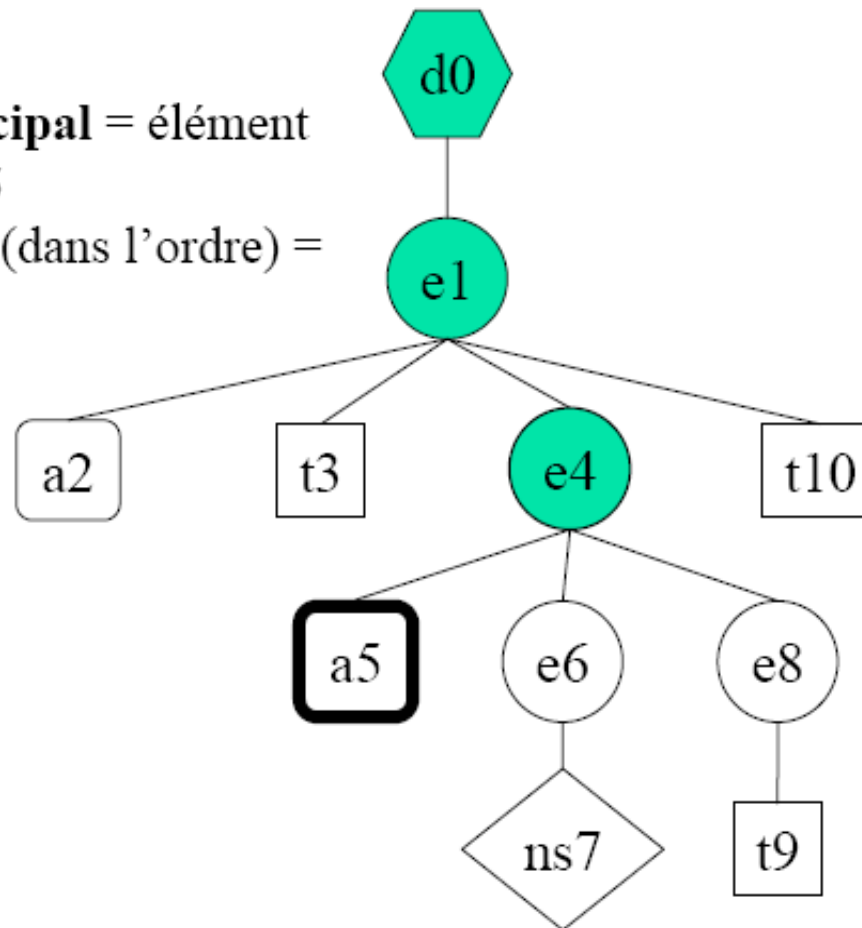 d0
cipal = élément
(dans l’ordre) =
e1
a2 t3 e4 t10
a5 e6 e8
ns7 t9